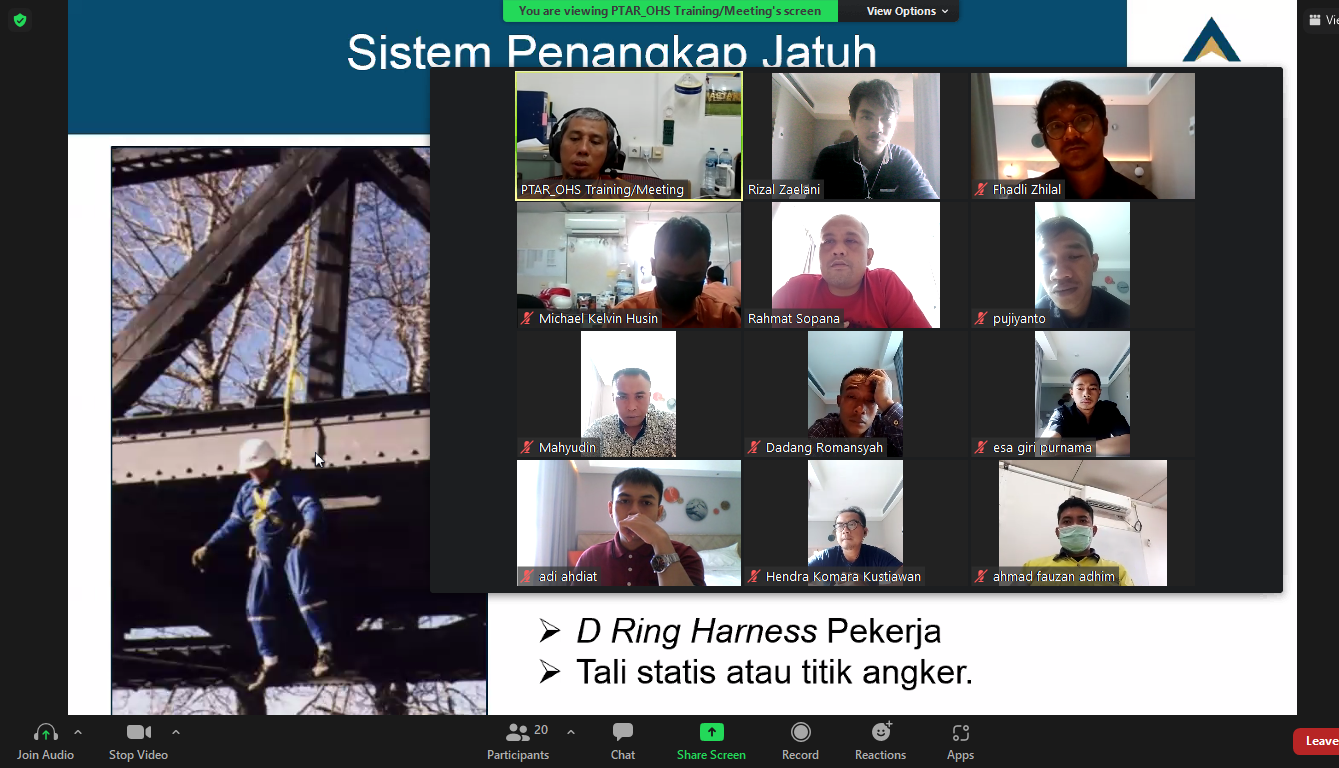 You are viewing PTAR_OHS Training/Meeting's screen
View Options
Sistem Penangkap Jatuh
PTAR_OHS Training/Meeting
Rizal Zaelani
Fhadli Zhilal
Michael Kelvin Husin
Rahmat Sopana
pujiyanto
Mahyudin
Dadang Romansyah
esa giri purnama
adi ahdiat
Hendra Komara Kustiawan
ahmad fauzan adhim
➢ D Ring Harness Pekerja
➢ Tali statis atau titik angker.
Join Audio
Stop Video
Participants
20
Chat
Share Screen
Record
Reactions
Apps
Leave